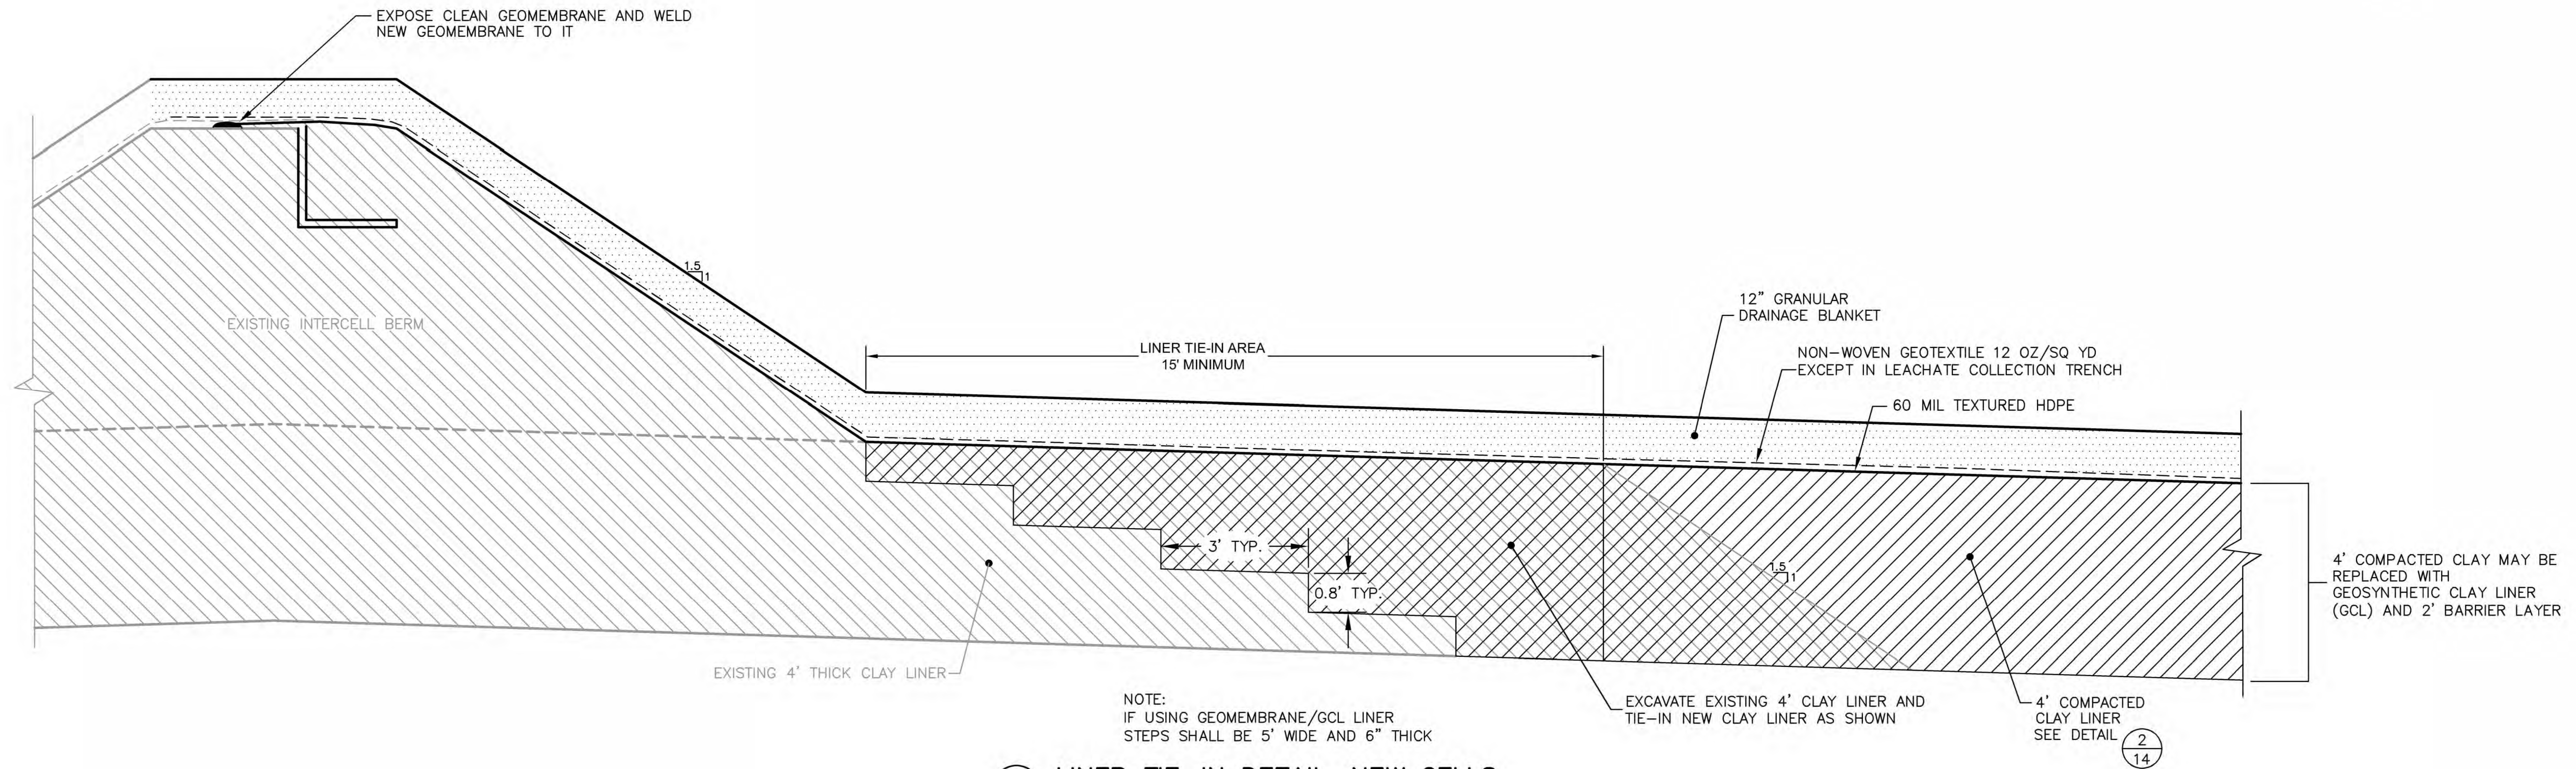 EXPOSE CLEAN GEOMEMBRANE AND WELD
NEW GEOMEMBRANE TO IT
1.5
1
EXISTING INTERCELL BERM
12" GRANULAR
DRAINAGE BLANKET
LINER TIE-IN AREA
15' MINIMUM
NON-WOVEN GEOTEXTILE 12 OZ/SQ YD
EXCEPT IN LEACHATE COLLECTION TRENCH
60 MIL TEXTURED HDPE
3' TYP.
0.8' TYP.
1.5
1
4' COMPACTED CLAY MAY BE
REPLACED WITH
GEOSYNTHETIC CLAY LINER
(GCL) AND 2' BARRIER LAYER
EXISTING 4' THICK CLAY LINER
NOTE:
IF USING GEOMEMBRANE/GCL LINER
STEPS SHALL BE 5' WIDE AND 6" THICK
EXCAVATE EXISTING 4' CLAY LINER AND
TIE-IN NEW CLAY LINER AS SHOWN
4' COMPACTED
CLAY LINER
SEE DETAIL
2
14